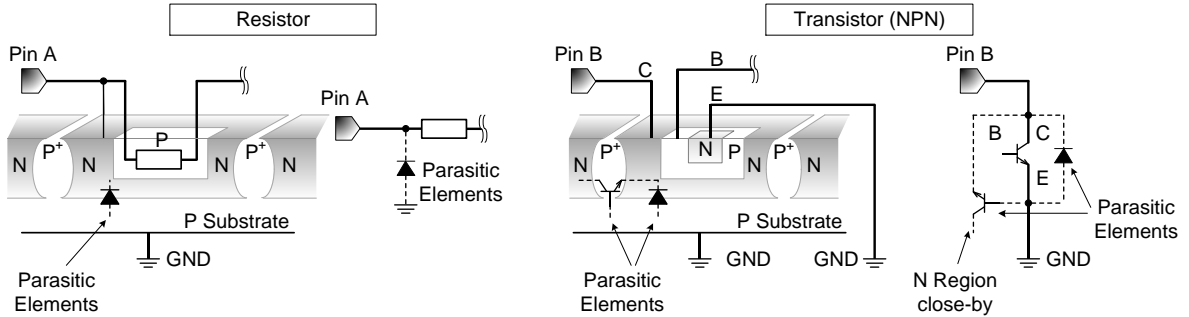 Resistor
Transistor (NPN)
Pin A
Pin B
C
B
E
Pin B
Pin A
N
P+
N
P
N
P+
N
Parasitic
Elements
N
P+
N
P
N
P+
N
B
C
E
P Substrate
GND
Parasitic
Elements
P Substrate
GND
GND
Parasitic
Elements
Parasitic
Elements
N Region
close-by